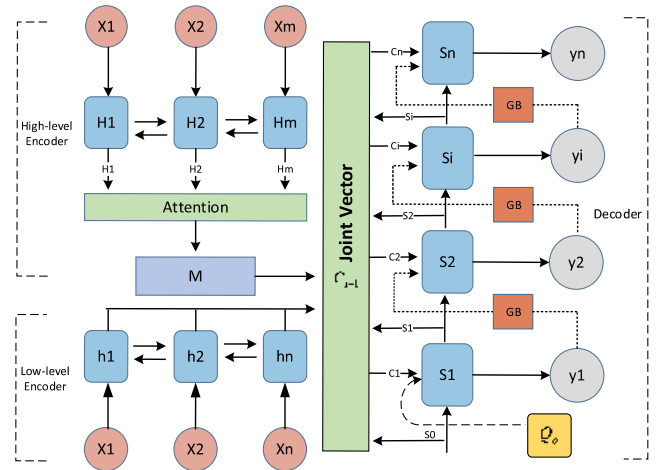 X1
X2
Xm
High-level
Encoder
H1
H2
Hm
H1
H2
Hm
Attention
M
Low-level
Encoder
h1
h2
hn
X1
X2
Xn
Joint Vector
Cn
Sn
yn
GB
Si
Ci
Si
yi
GB
S2
C2
S2
y2
GB
S1
C1
S1
y1
S0
Decoder